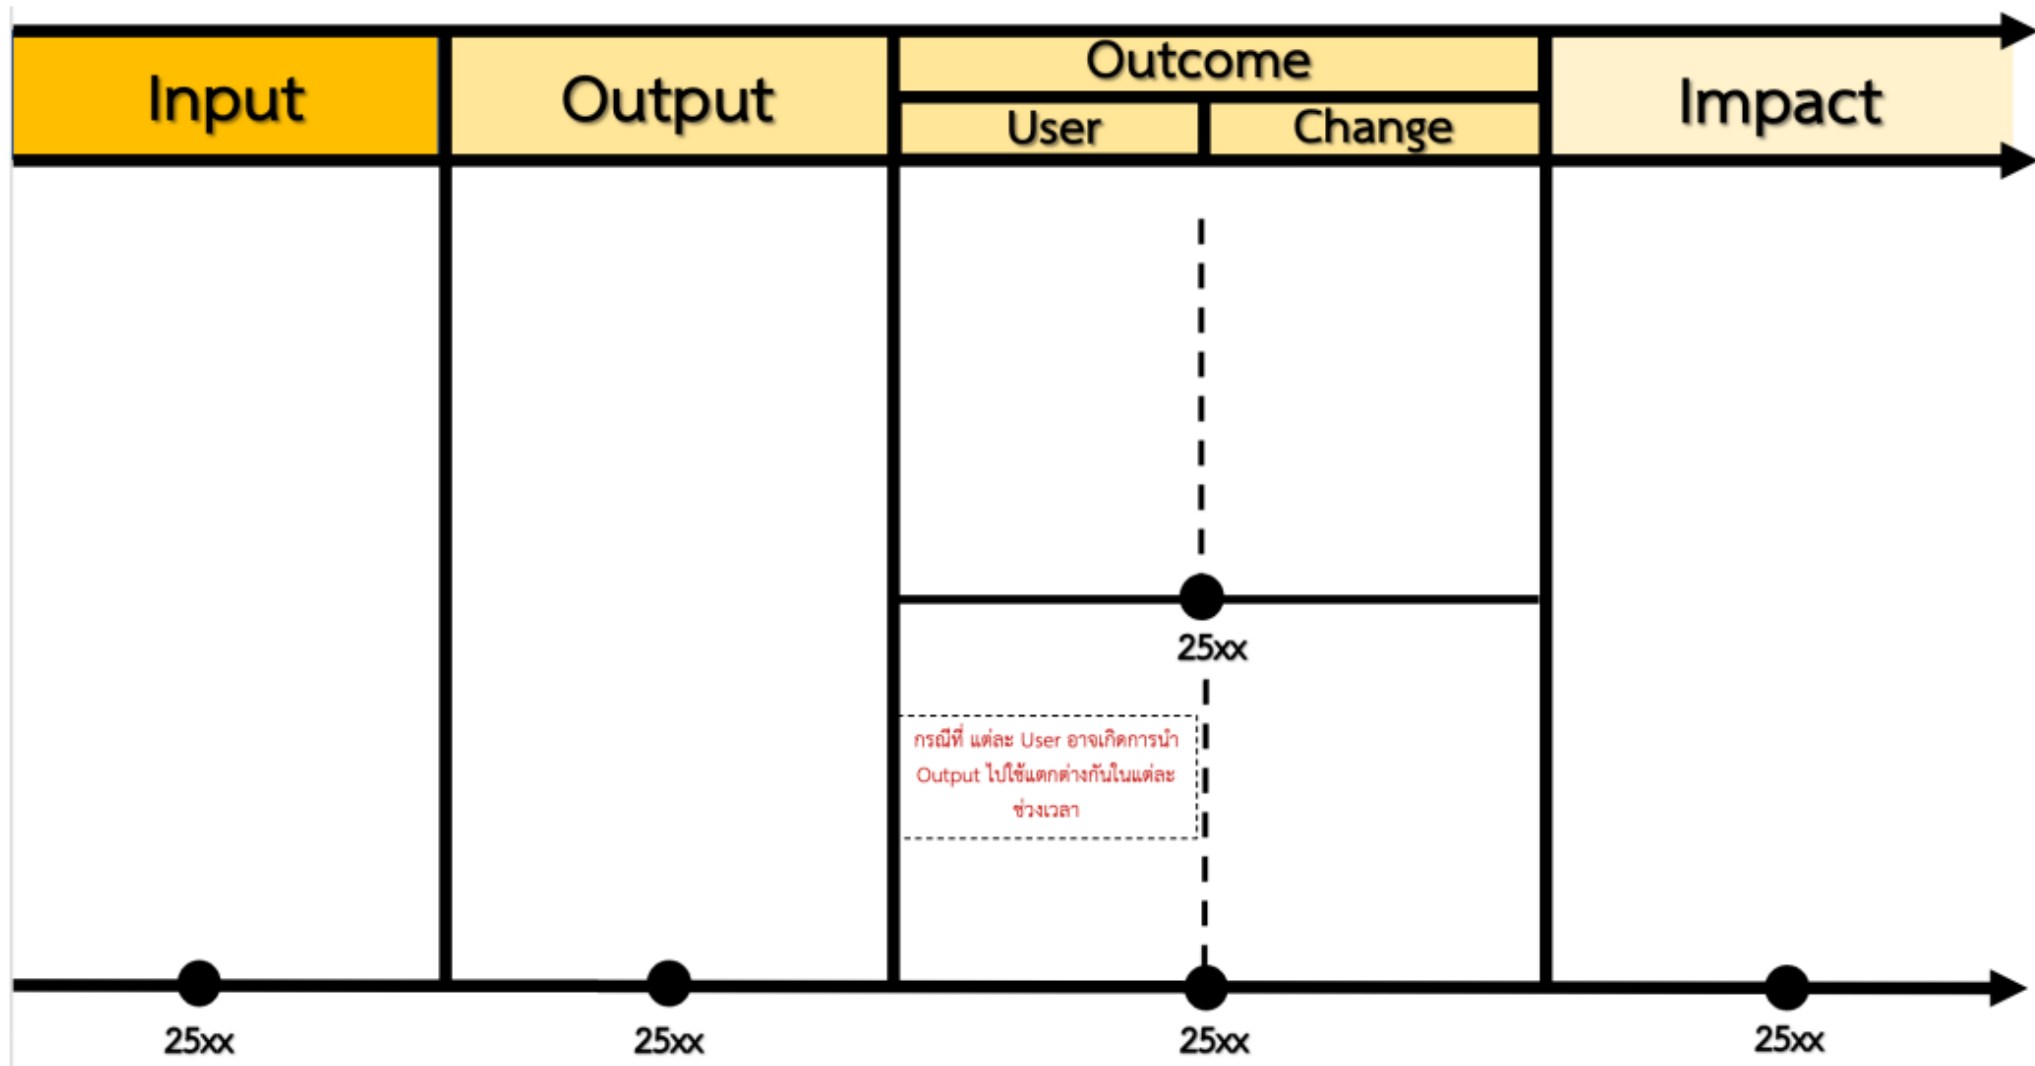 Input
Output
Outcome
User
Change
Impact
25xx
กรณีที่ แต่ละ User อาจเกิดการนำ
Output ไปใช้แตกต่างกันในแต่ละ
ช่วงเวลา
25xx
25xx
25xx
25xx